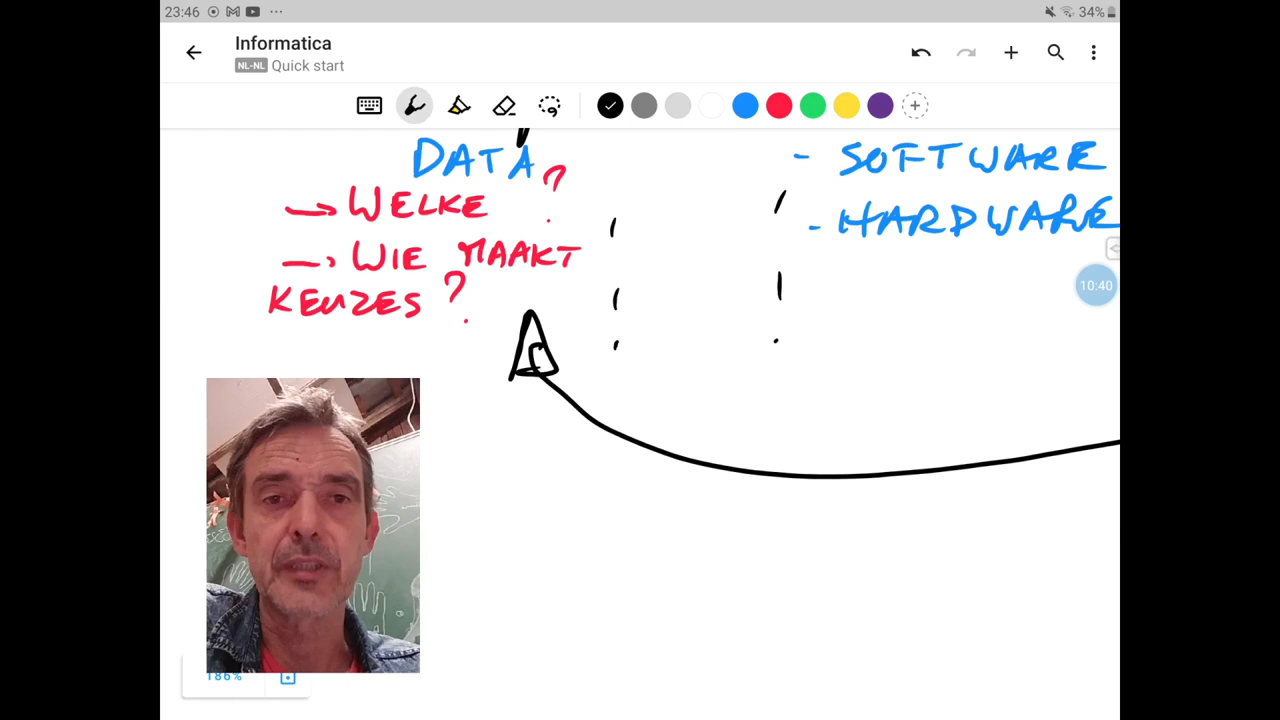 23:46
34%
Informatica
NL-NL Quick start
DATA
- SOFTWARE
→ WELKE ?
- HARDWARE
→ WIE MAAKT
KEUZES ?
10:40
186%